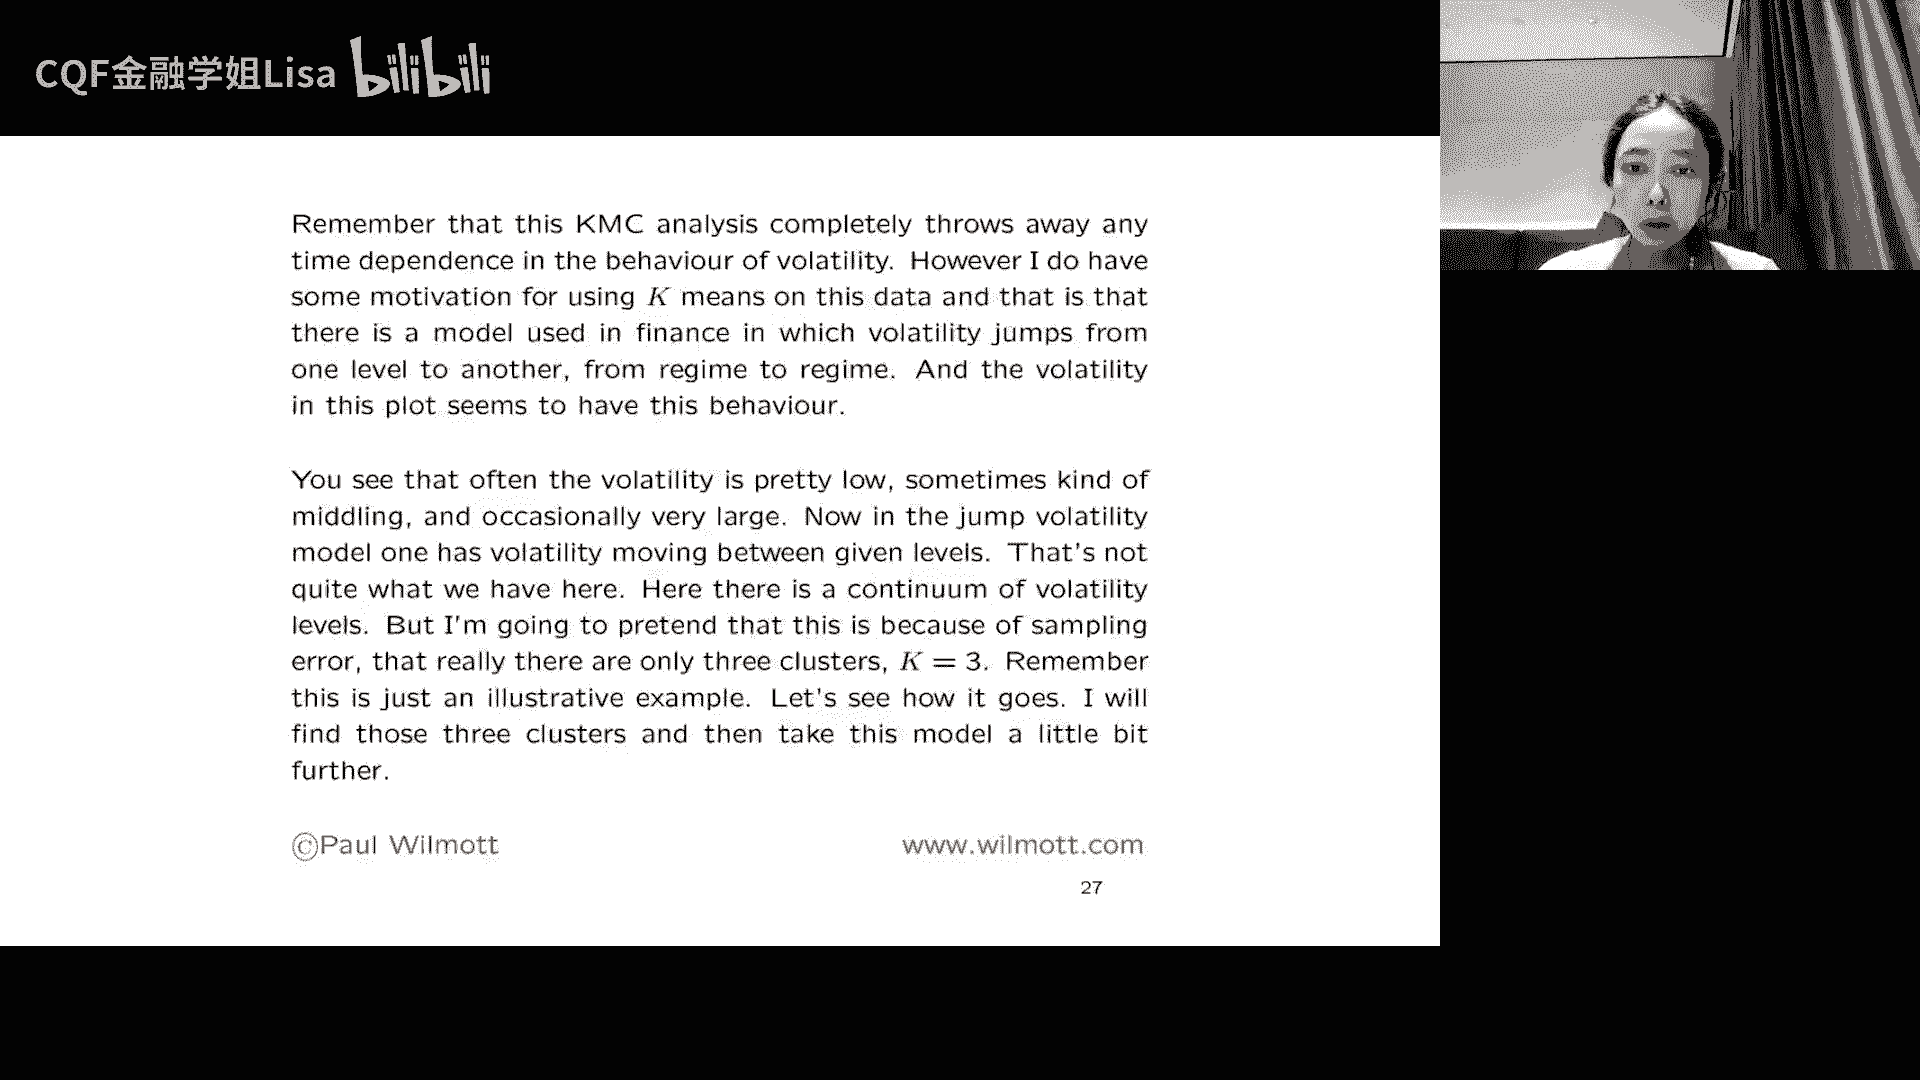 CQF金融学姐Lisa bilibili
Remember that this KMC analysis completely throws away any
time dependence in the behaviour of volatility. However I do have
some motivation for using K means on this data and that is that
there is a model used in finance in which volatility jumps from
one level to another, from regime to regime. And the volatility
in this plot seems to have this behaviour.
You see that often the volatility is pretty low, sometimes kind of
middling, and occasionally very large. Now in the jump volatility
model one has volatility moving between given levels. That's not
quite what we have here. Here there is a continuum of volatility
levels. But I'm going to pretend that this is because of sampling
error, that really there are only three clusters, K = 3. Remember
this is just an illustrative example. Let's see how it goes. I will
find those three clusters and then take this model a little bit
further.
©Paul Wilmott www.wilmott.com
27